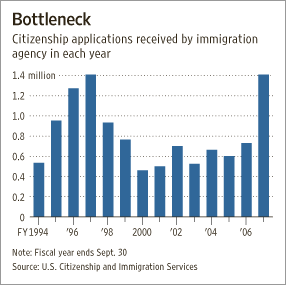 Bottleneck
Citizenship applications received by immigration
agency in each year
1.4 million
1.2
1.0
0.8
0.6
0.4
0.2
0
FY1994 '96 '98 2000 '02 '04 '06
Note: Fiscal year ends Sept. 30
Source: U.S. Citizenship and Immigration Services